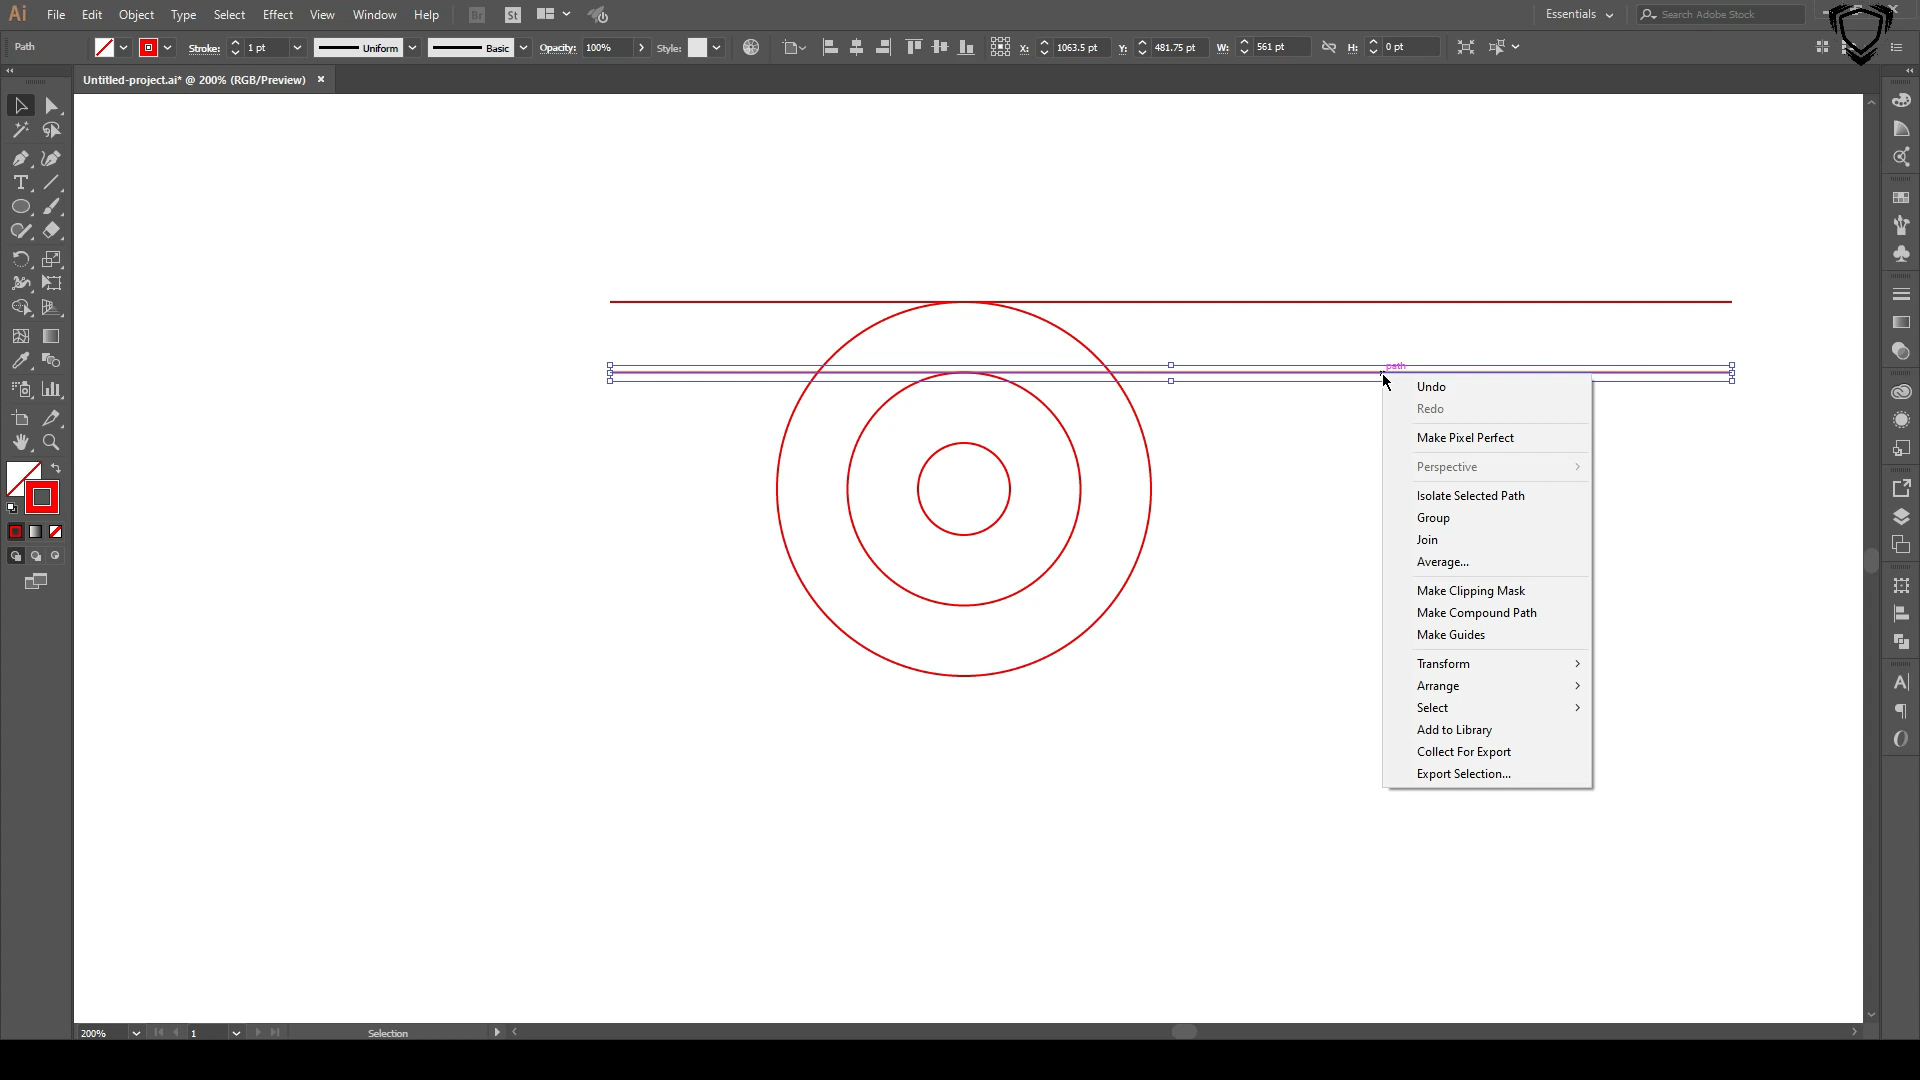 Ai File Edit Object Type Select Effect View Window Help Br St Essentials Search Adobe Stock
Path Stroke: 1 pt Uniform Basic Opacity: 100% Style: X: 1063.5 pt Y: 481.75 pt W: 561 pt H: 0 pt
Untitled-project.ai* @ 200% (RGB/Preview) ×
path
Undo
Redo
Make Pixel Perfect
Perspective
Isolate Selected Path
Group
Join
Average...
Make Clipping Mask
Make Compound Path
Make Guides
Transform
Arrange
Select
Add to Library
Collect For Export
Export Selection...
200% 1 Selection